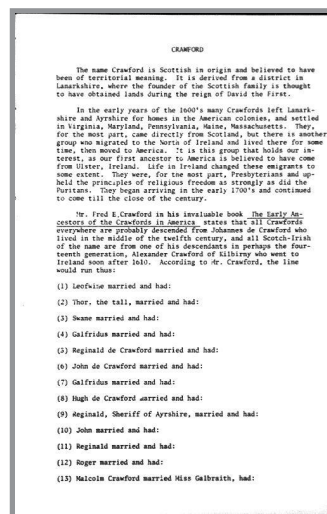 CRAWFORD
The name Crawford is Scottish in origin and believed to have
been of territorial meaning. It is derived from a district in
Lanarkshire, where the founder of the Scottish family is thought
to have obtained lands during the reign of David the First.
In the early years of the 1600's many Crawfords left Lanark-
shire and Ayrshire for homes in the American colonies, and settled
in Virginia, Maryland, Pennsylvania, Maine, Massachusetts. They,
for the most part, came directly from Scotland, but there is another
group who migrated to the North of Ireland and lived there for some
time, then moved to America. It is this group that holds our in-
terest, as our first ancestor to America is believed to have come
from Ulster, Ireland. Life in Ireland changed these emigrants to
some extent. They were, for the most part, Presbyterians and up-
held the principles of religious freedom as strongly as did the
Puritans. They began arriving in the early 1700's and continued
to come till the close of the century.
Mr. Fred E.Crawford in his invaluable book The Early An-
cestors of the Crawfords in America states that all Crawfords
everywhere are probably descended from Johannes de Crawford who
lived in the middle of the twelfth century, and all Scotch-Irish
of the name are from one of his descendants in perhaps the four-
teenth generation, Alexander Crawford of Kilbirny who went to
Ireland soon after 1610. According to Mr. Crawford, the line
would run thus:
(1) Leofwine married and had:
(2) Thor, the tall, married and had:
(3) Swane married and had:
(4) Galfridus and had:
(5) Reginald de Crawford married and had:
(6) John de Crawford married and had:
(7) Galfridus married and had:
(8) Hugh de Crawford married and had:
(9) Reginald, Sheriff of Ayrshire, married and had:
(10) John married and had:
(11) Reginald married and had:
(12) Roger married and had:
(13) Malcolm Crawford married Miss Galbraith, had: